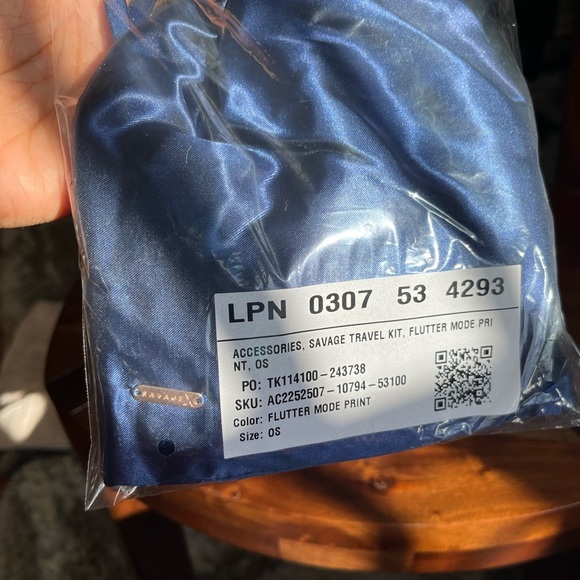 LPN 0307 53 4293
ACCESSORIES, SAVAGE TRAVEL KIT, FLUTTER MODE PRI
NT, OS
PO: TK114100-243738
SKU: AC2252507-10794-53100
Color: FLUTTER MODE PRINT
Size: OS
SAVAGE X